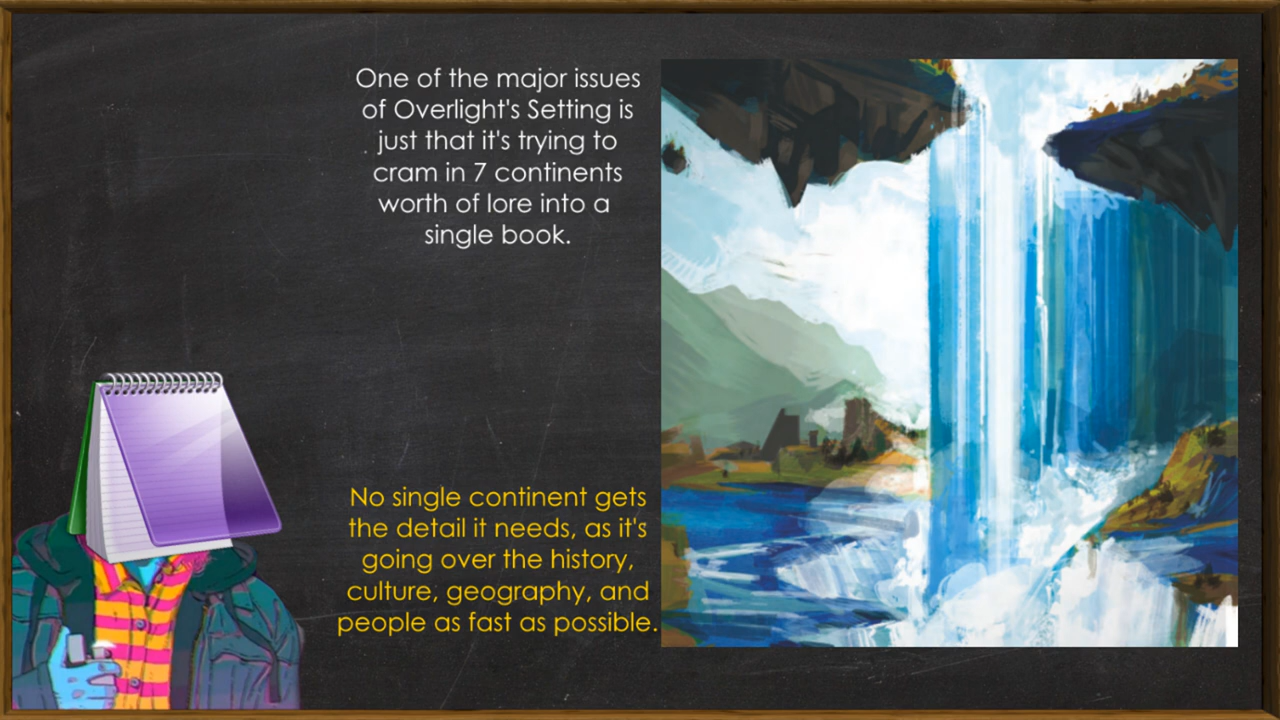 One of the major issues
of Overlight's Setting is
just that it's trying to
cram in 7 continents
worth of lore into a
single book.
No single continent gets
the detail it needs, as it's
going over the history,
culture, geography, and
people as fast as possible.